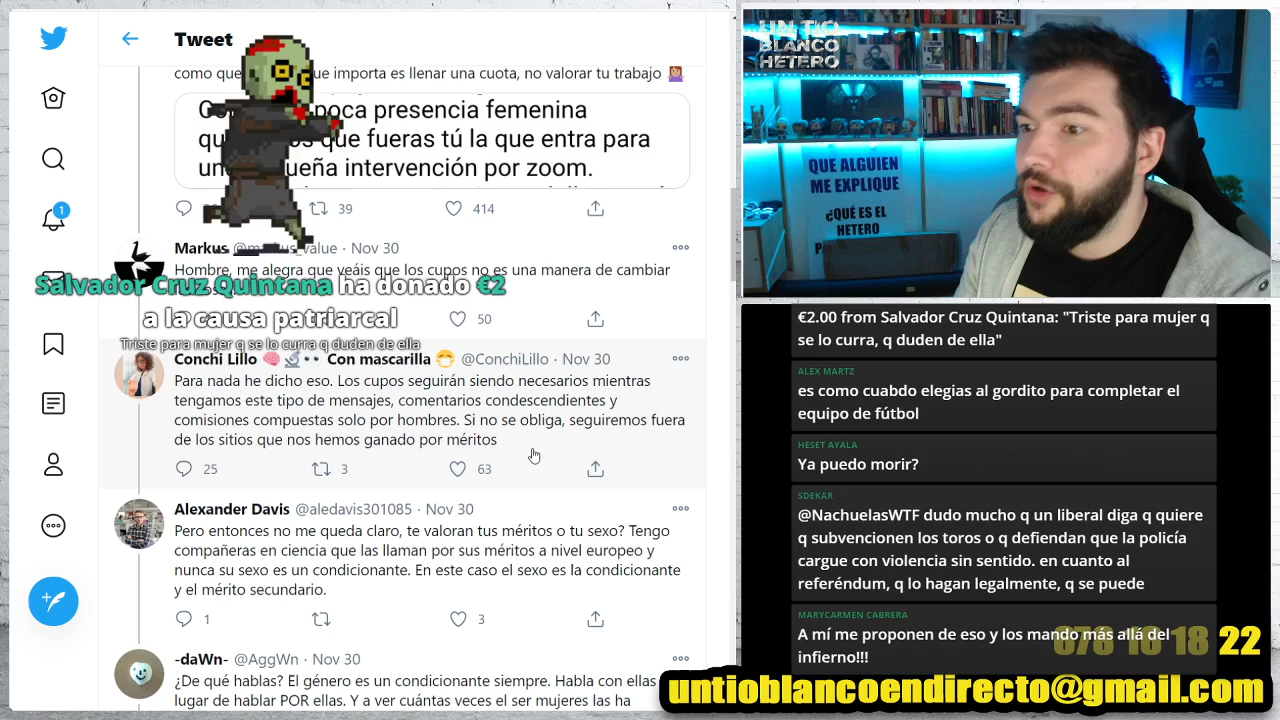 Tweet
como que importa es llenar una cuota, no valorar tu trabajo
poca presencia femenina
que fueras tú la que entra para
intervención por zoom.
39
414
Markus @markus_value · Nov 30
Hombre, me alegra que veáis que los cupos no es una manera de cambiar
50
Salvador Cruz Quintana ha donado €2
a la causa patriarcal
Triste para mujer q se lo curra q duden de ella
Conchi Lillo Con mascarilla @ConchiLillo · Nov 30
Para nada he dicho eso. Los cupos seguirán siendo necesarios mientras
tengamos este tipo de mensajes, comentarios condescendientes y
comisiones compuestas solo por hombres. Si no se obliga, seguiremos fuera
de los sitios que nos hemos ganado por méritos
25
3
63
Alexander Davis @aledavis301085 · Nov 30
Pero entonces no me queda claro, te valoran tus méritos o tu sexo? Tengo
compañeras en ciencia que las llaman por sus méritos a nivel europeo y
nunca su sexo es un condicionante. En este caso el sexo es la condicionante
y el mérito secundario.
1
3
-daWn- @AggWn · Nov 30
¿De qué hablas? El género es un condicionante siempre. Habla con ellas
lugar de hablar POR ellas. Y a ver cuántas veces el ser mujeres las ha
1
UN TIO
BLANCO
HETERO
QUE ALGUIEN
ME EXPLIQUE
¿QUÉ ES EL
HETERO
€2.00 from Salvador Cruz Quintana: "Triste para mujer q
se lo curra, q duden de ella"
ALEX MARTZ
es como cuabdo elegias al gordito para completar el
equipo de fútbol
HESET AYALA
Ya puedo morir?
SDEKAR
@NachuelasWTF dudo mucho q un liberal diga q quiere
q subvencionen los toros o q defiendan que la policía
cargue con violencia sin sentido. en cuanto al
referéndum, q lo hagan legalmente, q se puede
MARYCARMEN CABRERA
A mí me proponen de eso y los mando más allá del
infierno!!!
678 16 18 22
untioblancoendirecto@gmail.com